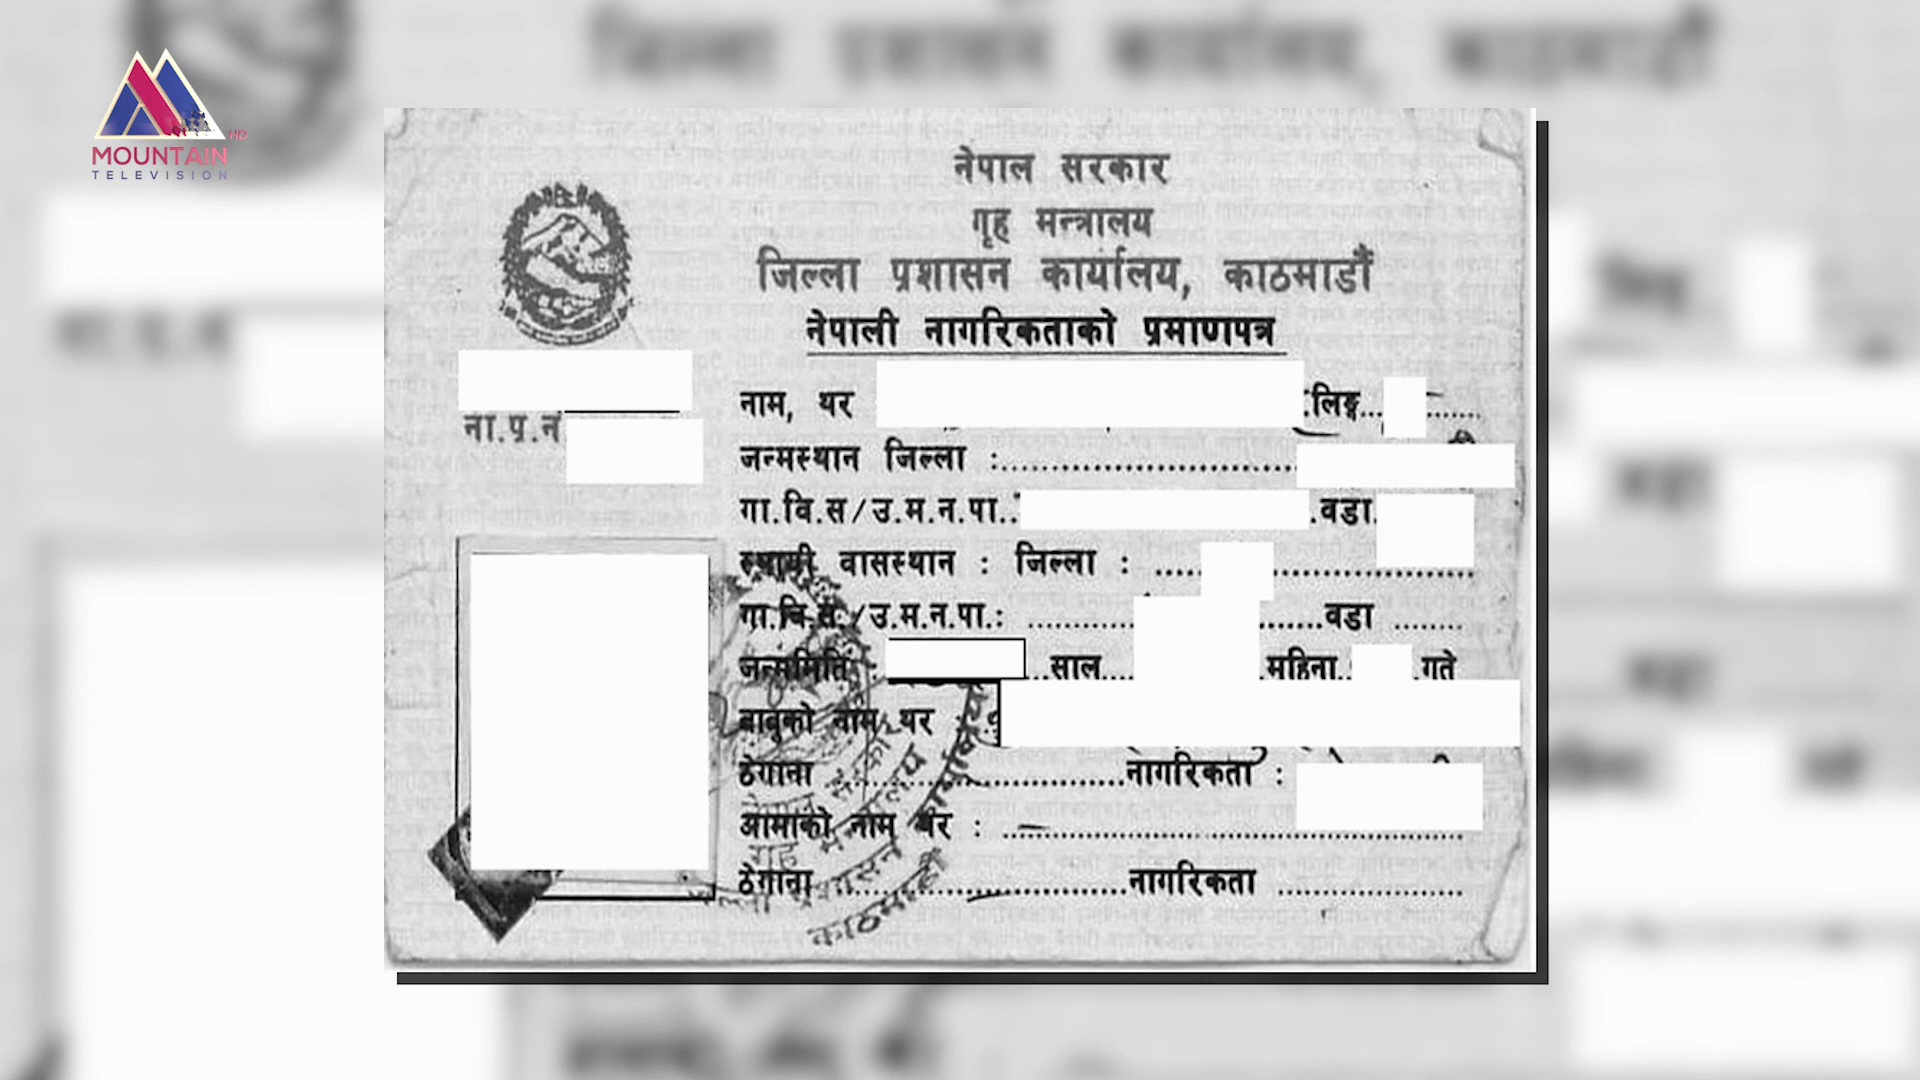 MOUNTAIN
TELEVISION
नेपाल सरकार
गृह मन्त्रालय
जिल्ला प्रशासन कार्यालय, काठमाडौं
नेपाली नागरिकताको प्रमाणपत्र
ना.प.नं
नाम, थर लिङ्ग
जन्मस्थान जिल्ला :
गा.वि.स/उ.म.न.पा. वडा
स्थायी वासस्थान : जिल्ला :
गा.वि.स./उ.म.न.पा.: वडा
जन्ममिति : साल महिना गते
बाबुको नाम थर :
ठेगाना नागरिकता :
आमाको नाम थर :
ठेगाना नागरिकता
काठमाडौं